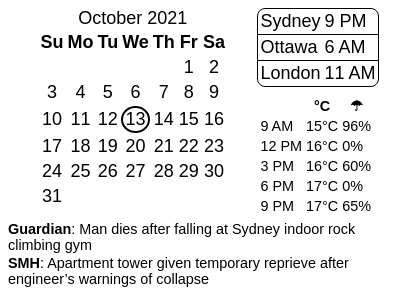 October 2021
Su Mo Tu We Th Fr Sa
1 2
3 4 5 6 7 8 9
10 11 12 13 14 15 16
17 18 19 20 21 22 23
24 25 26 27 28 29 30
31
Sydney 9 PM
Ottawa 6 AM
London 11 AM
°C ☂
9 AM 15°C 96%
12 PM 16°C 0%
3 PM 16°C 60%
6 PM 17°C 0%
9 PM 17°C 65%
Guardian: Man dies after falling at Sydney indoor rock
climbing gym
SMH: Apartment tower given temporary reprieve after
engineer’s warnings of collapse